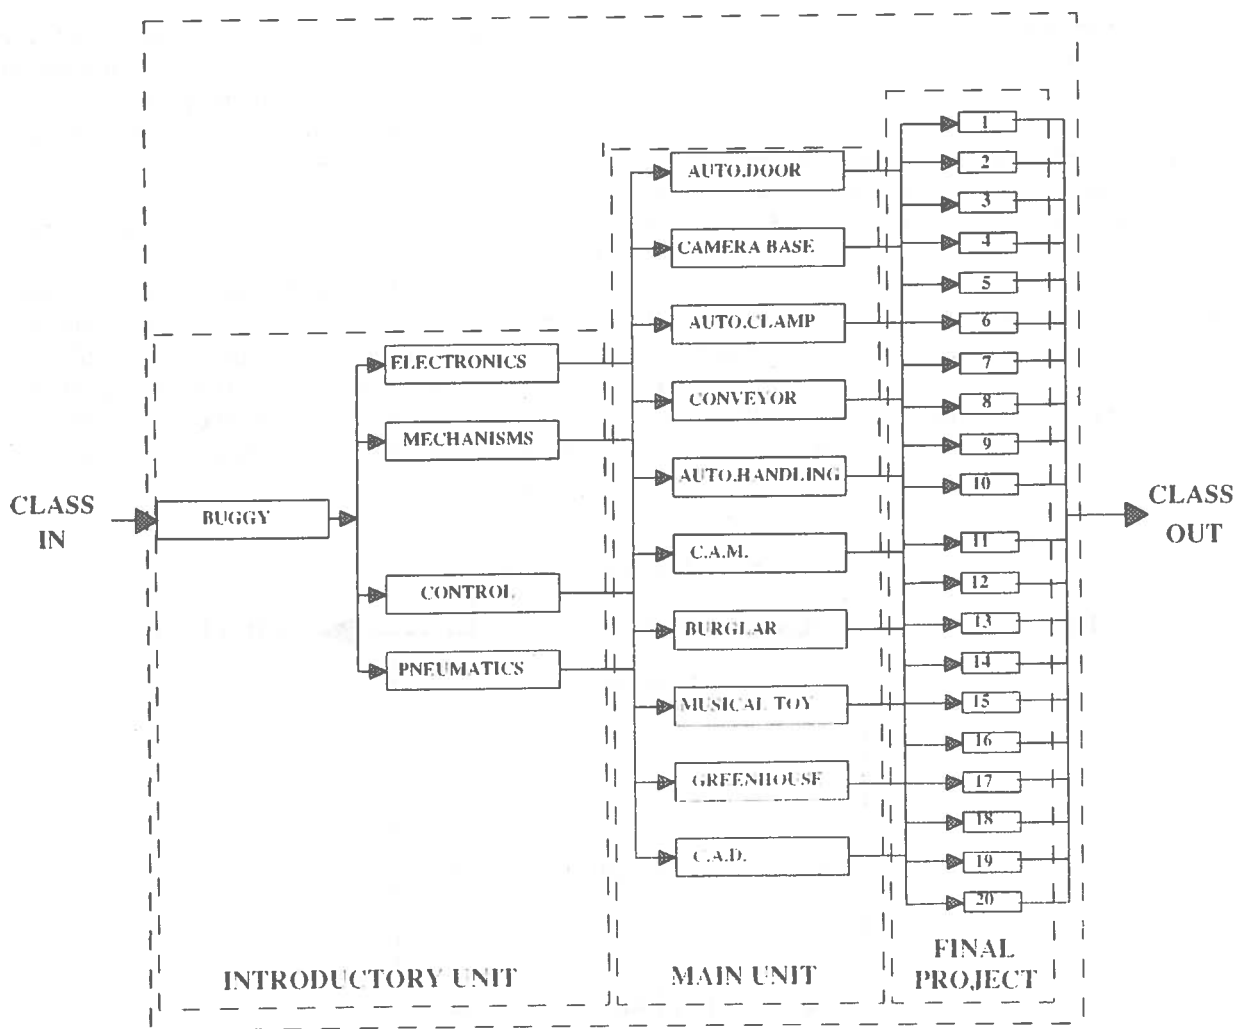 CLASS
IN
BUGGY
ELECTRONICS
MECHANISMS
CONTROL
PNEUMATICS
INTRODUCTORY UNIT
AUTO.DOOR
CAMERA BASE
AUTO.CLAMP
CONVEYOR
AUTO.HANDLING
C.A.M.
BURGLAR
MUSICAL TOY
GREENHOUSE
C.A.D.
MAIN UNIT
1
2
3
4
5
6
7
8
9
10
11
12
13
14
15
16
17
18
19
20
FINAL
PROJECT
CLASS
OUT